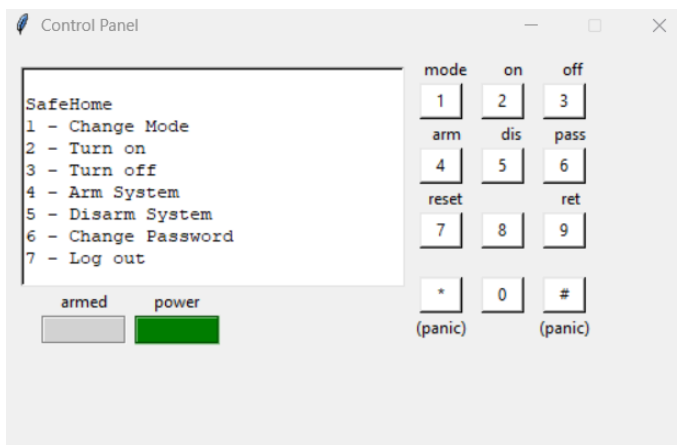 Control Panel
SafeHome
1 - Change Mode
2 - Turn on
3 - Turn off
4 - Arm System
5 - Disarm System
6 - Change Password
7 - Log out
armed power
mode on off
1 2 3
arm dis pass
4 5 6
reset ret
7 8 9
* 0 #
(panic) (panic)